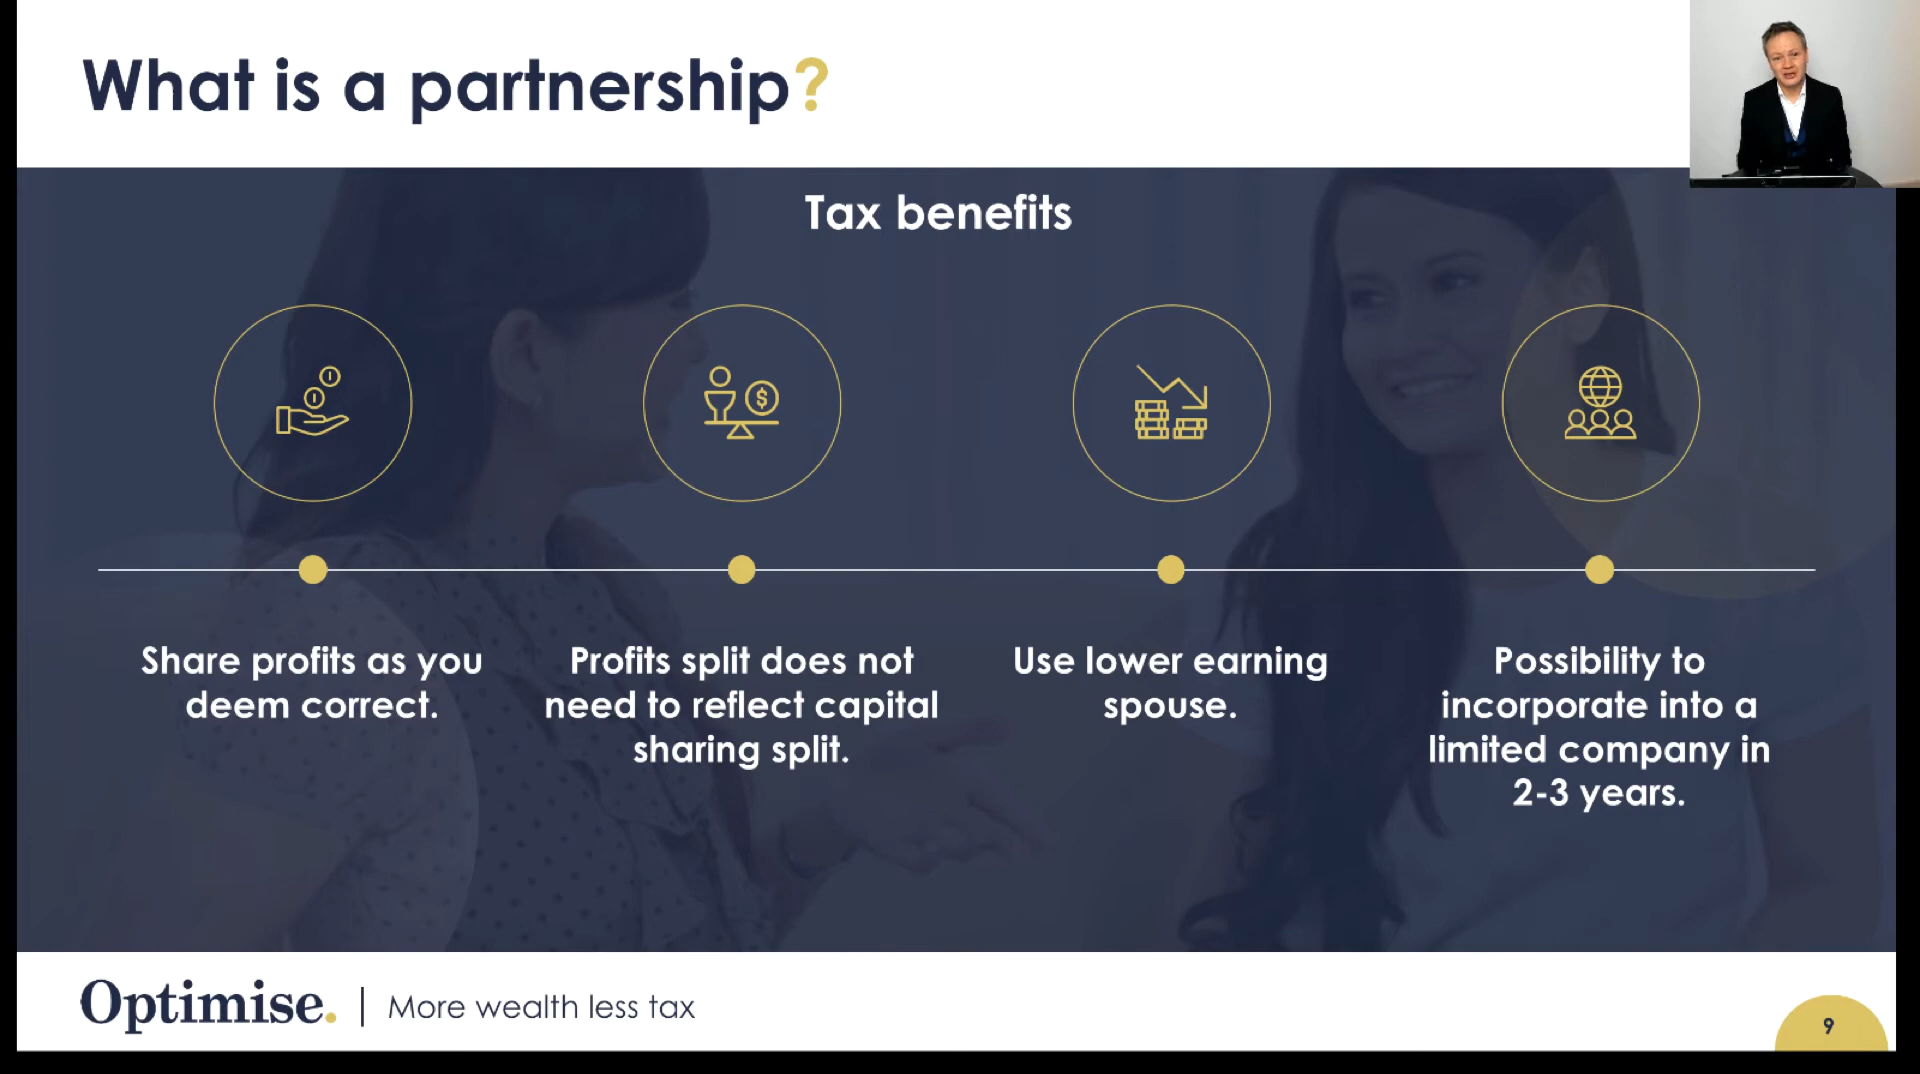 What is a partnership?
Tax benefits
Share profits as you
deem correct.
Profits split does not
need to reflect capital
sharing split.
Use lower earning
spouse.
Possibility to
incorporate into a
limited company in
2-3 years.
Optimise. | More wealth less tax
9